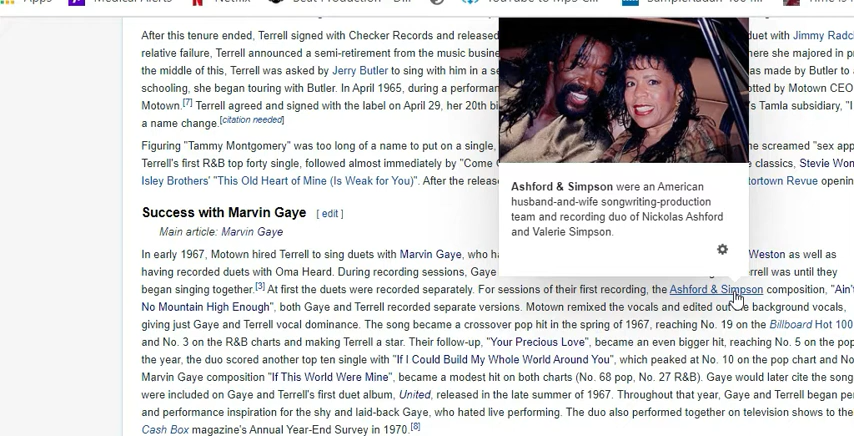 Apps Medical Alerts Netflix YouTube to Mp3
After this tenure ended, Terrell signed with Checker Records and released
duet with Jimmy
relative failure, Terrell announced a semi-retirement from the music
where she majored in
the middle of this, Terrell was asked by Jerry Butler to sing with him in a
was made by Butler to
schooling, she began touring with Butler. In April 1965, during a
by Motown CEO
Motown.[7] Terrell agreed and signed with the label on April 29, her 20th
's Tamla subsidiary,
a name change.[citation needed]
Figuring "Tammy Montgomery" was too long of a name to put on a single,
screamed "sex
Terrell's first R&B top forty single, followed almost immediately by "Come
classics,
Isley Brothers' "This Old Heart of Mine (Is Weak for You)". After the
Revue
Ashford & Simpson were an American
husband-and-wife songwriting-production
team and recording duo of Nickolas Ashford
and Valerie Simpson.
Success with Marvin Gaye [ edit ]
Main article: Marvin Gaye
In early 1967, Motown hired Terrell to sing duets with Marvin Gaye, who
Weston as well as
having recorded duets with Oma Heard. During recording sessions, Gaye
was until they
began singing together.[3] At first the duets were recorded separately. For sessions of their first recording, the Ashford & Simpson composition, "Ain't
No Mountain High Enough", both Gaye and Terrell recorded separate versions. Motown remixed the vocals and edited out background vocals,
giving just Gaye and Terrell vocal dominance. The song became a crossover pop hit in the spring of 1967, reaching No. 19 on the Billboard Hot 100
and No. 3 on the R&B charts and making Terrell a star. Their follow-up, "Your Precious Love", became an even bigger hit, reaching No. 5 on the pop
the year, the duo scored another top ten single with "If I Could Build My Whole World Around You", which peaked at No. 10 on the pop chart and No
Marvin Gaye composition "If This World Were Mine", became a modest hit on both charts (No. 68 pop, No. 27 R&B). Gaye would later cite the song
were included on Gaye and Terrell's first duet album, United, released in the late summer of 1967. Throughout that year, Gaye and Terrell began
and performance inspiration for the shy and laid-back Gaye, who hated live performing. The duo also performed together on television shows to the
Cash Box magazine's Annual Year-End Survey in 1970.[8]